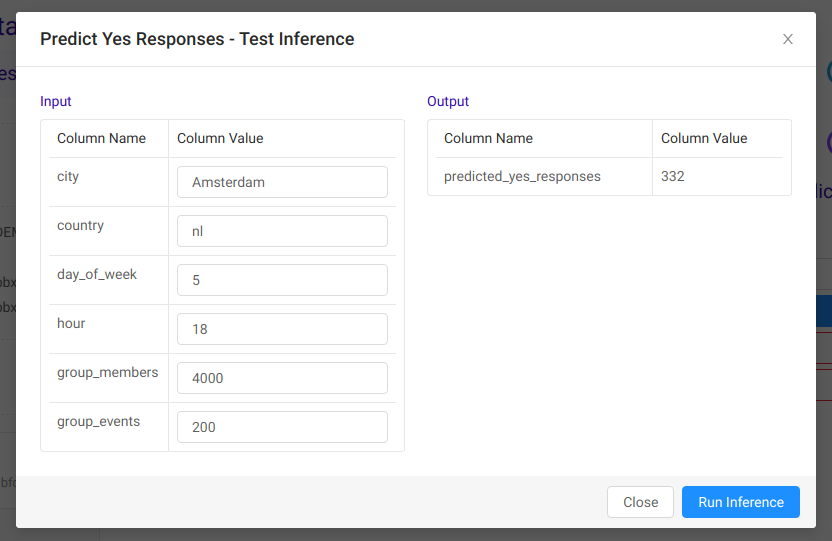 Predict Yes Responses - Test Inference
Input
Column Name Column Value
city Amsterdam
country nl
day_of_week 5
hour 18
group_members 4000
group_events 200
Output
Column Name Column Value
predicted_yes_responses 332
Close Run Inference